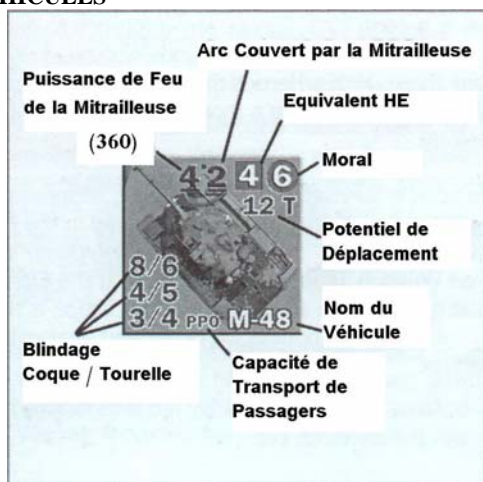 HICULES
Arc Couvert par la Mitrailleuse
Puissance de Feu
de la Mitrailleuse
(360)
Equivalent HE
Moral
4 2 4 6
12 T
Potentiel de
Déplacement
8/6
4/5
3/4 PP0 M-48
Nom du
Véhicule
Blindage
Coque / Tourelle
Capacité de
Transport de
Passagers